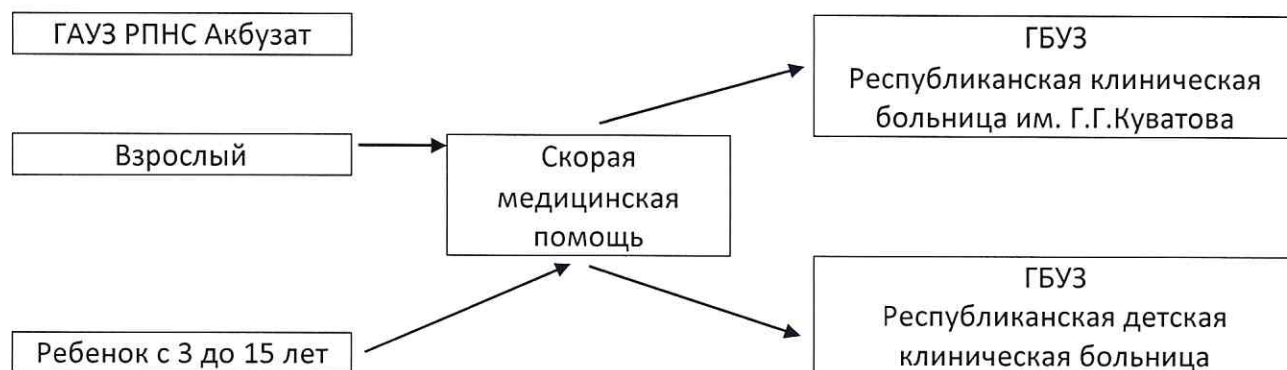 ГАУЗ РПНС Акбузат
Взрослый
Ребенок с 3 до 15 лет
Скорая
медицинская
помощь
ГБУЗ
Республиканская клиническая
больница им. Г.Г.Куватова
ГБУЗ
Республиканская детская
клиническая больница